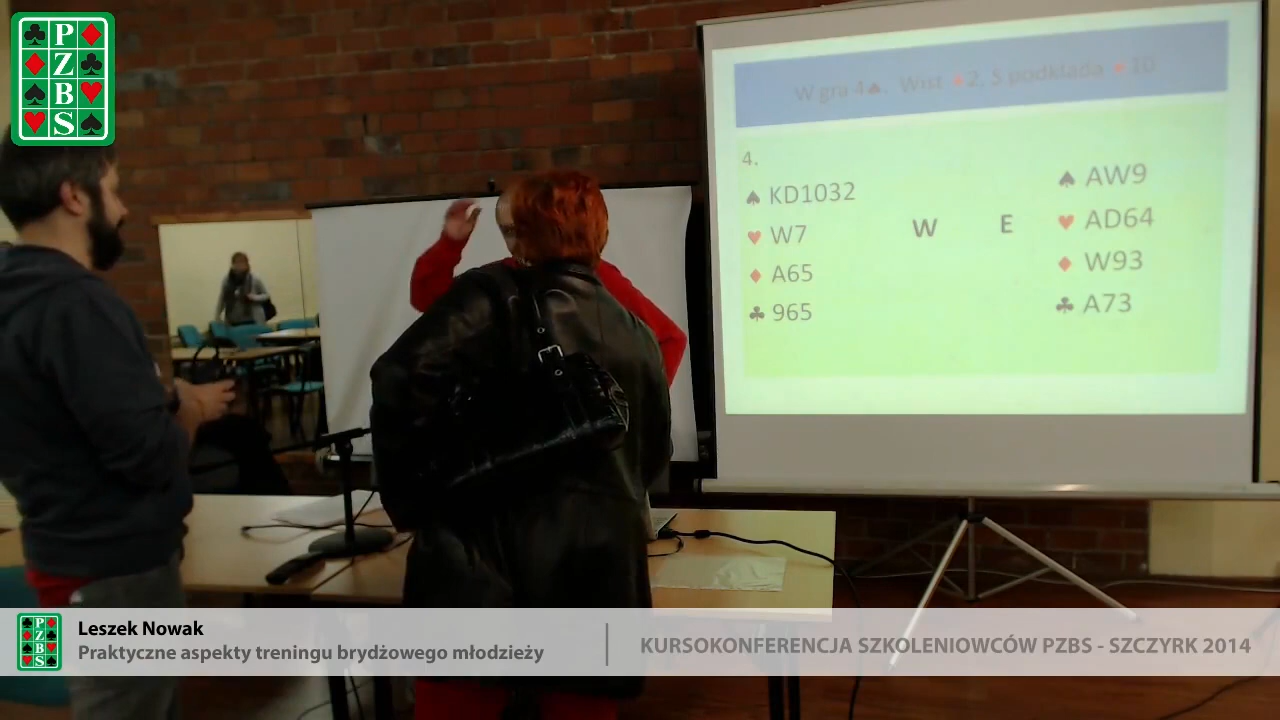 P
Z
B
S
W gra 4♠. Wist ♦2, S podkłada ♦10
4.
♠ KD1032
♥ W7
♦ A65
♣ 965
W E
♠ AW9
♥ AD64
♦ W93
♣ A73
P
Z
B
S
Leszek Nowak
Praktyczne aspekty treningu brydżowego młodzieży
KURSOKONFERENCJA SZKOLENIOWCÓW PZBS - SZCZYRK 2014